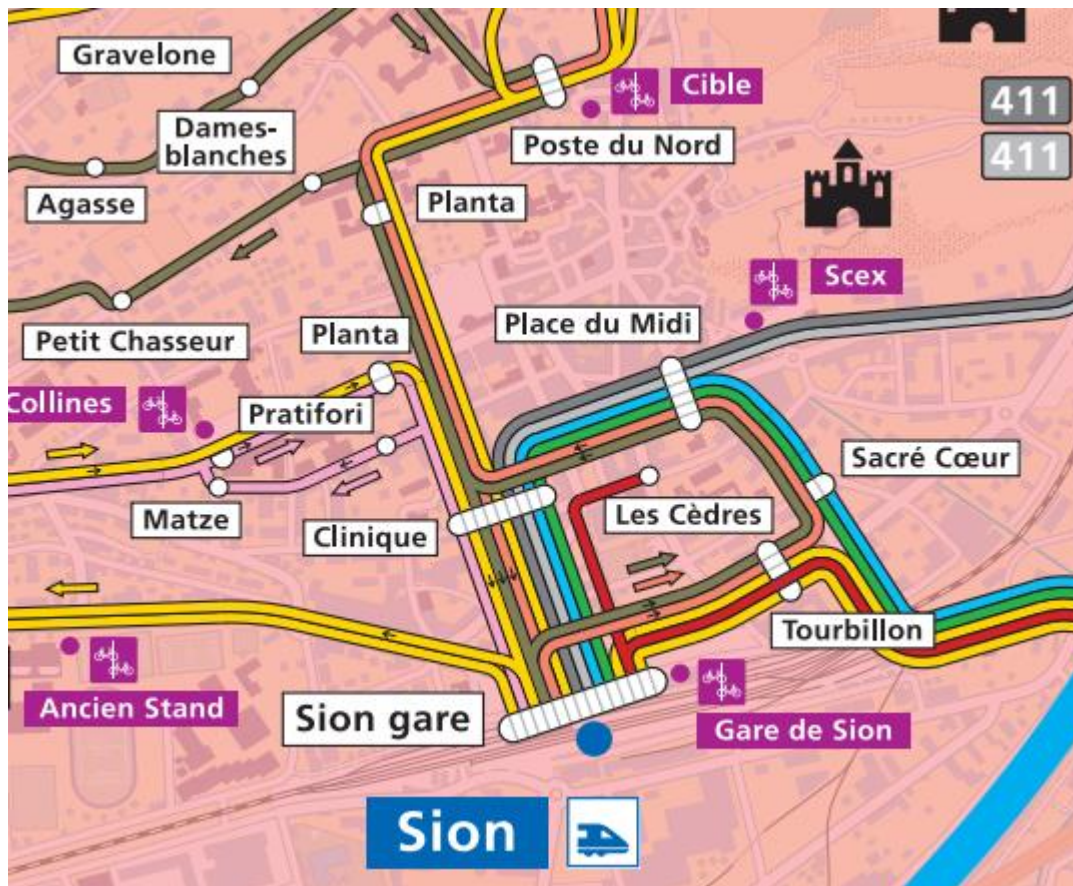 Gravelone
Cible
411
Dames-
blanches
Poste du Nord
411
Agasse
Planta
Scex
Place du Midi
Petit Chasseur
Planta
Collines
Pratifori
Sacré Cœur
Matze
Clinique
Les Cèdres
Tourbillon
Ancien Stand
Sion gare
Gare de Sion
Sion